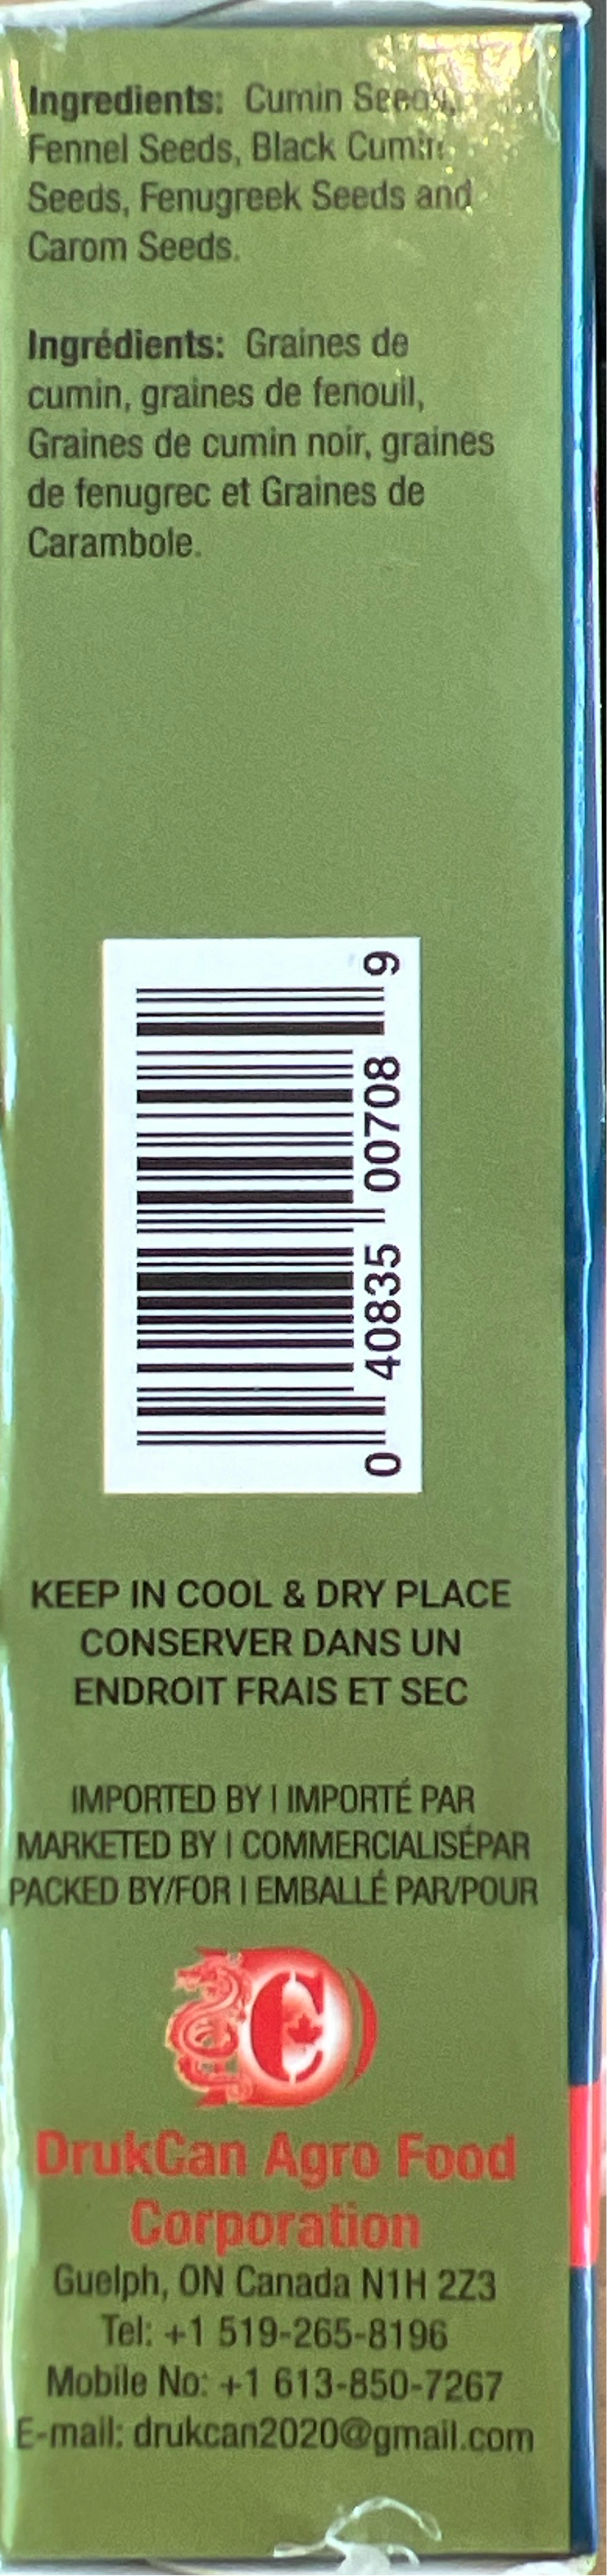 Ingredients: Cumin Seeds,
Fennel Seeds, Black Cumin
Seeds, Fenugreek Seeds and
Carom Seeds.
Ingrédients: Graines de
cumin, graines de fenouil,
Graines de cumin noir, graines
de fenugrec et Graines de
Carambole.
0 40835 00708 9
KEEP IN COOL & DRY PLACE
CONSERVER DANS UN
ENDROIT FRAIS ET SEC
IMPORTED BY | IMPORTÉ PAR
MARKETED BY | COMMERCIALISÉPAR
PACKED BY/FOR | EMBALLÉ PAR/POUR
DC
DrukCan Agro Food
Corporation
Guelph, ON Canada N1H 2Z3
Tel: +1 519-265-8196
Mobile No: +1 613-850-7267
E-mail: drukcan2020@gmail.com